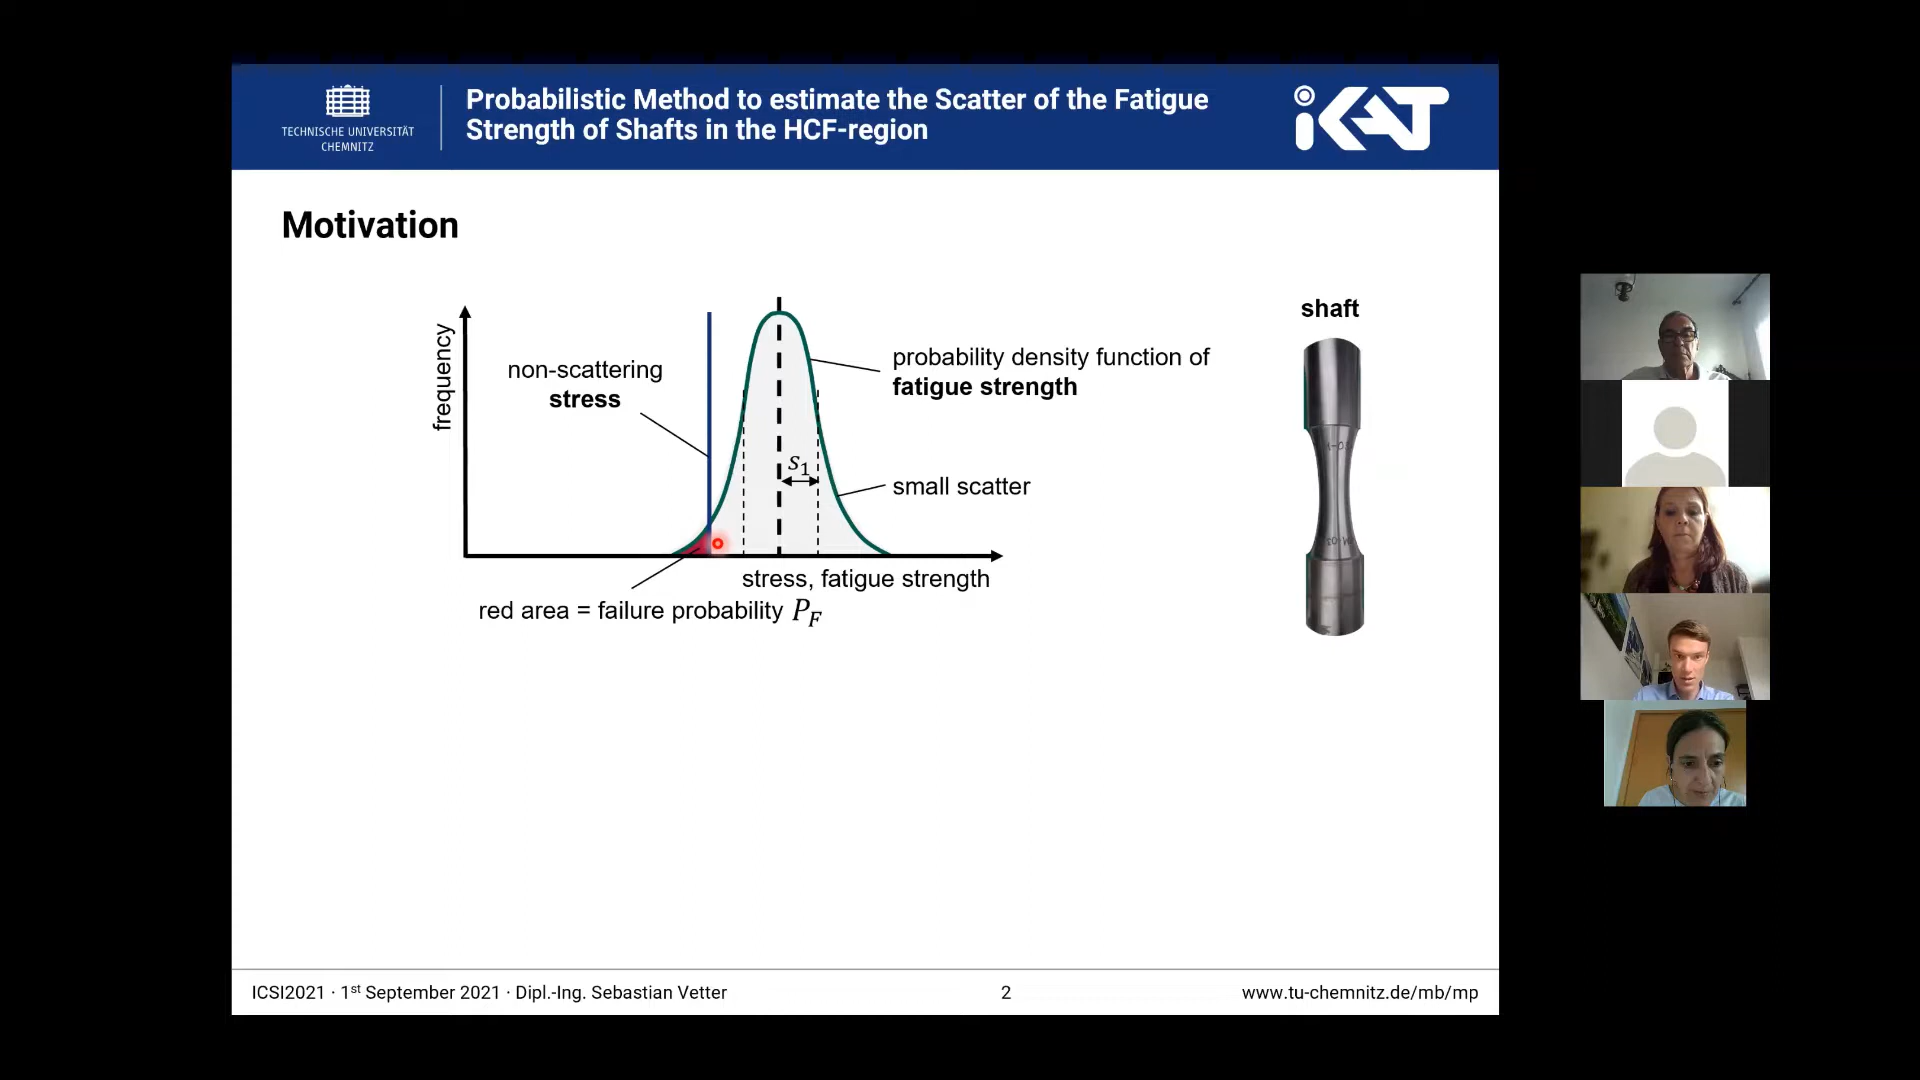 TECHNISCHE UNIVERSITÄT
CHEMNITZ
Probabilistic Method to estimate the Scatter of the Fatigue
Strength of Shafts in the HCF-region
iKAT
Motivation
frequency
non-scattering
stress
probability density function of
fatigue strength
s₁
small scatter
stress, fatigue strength
red area = failure probability P_F
shaft
ICSI2021 · 1st September 2021 · Dipl.-Ing. Sebastian Vetter
2
www.tu-chemnitz.de/mb/mp